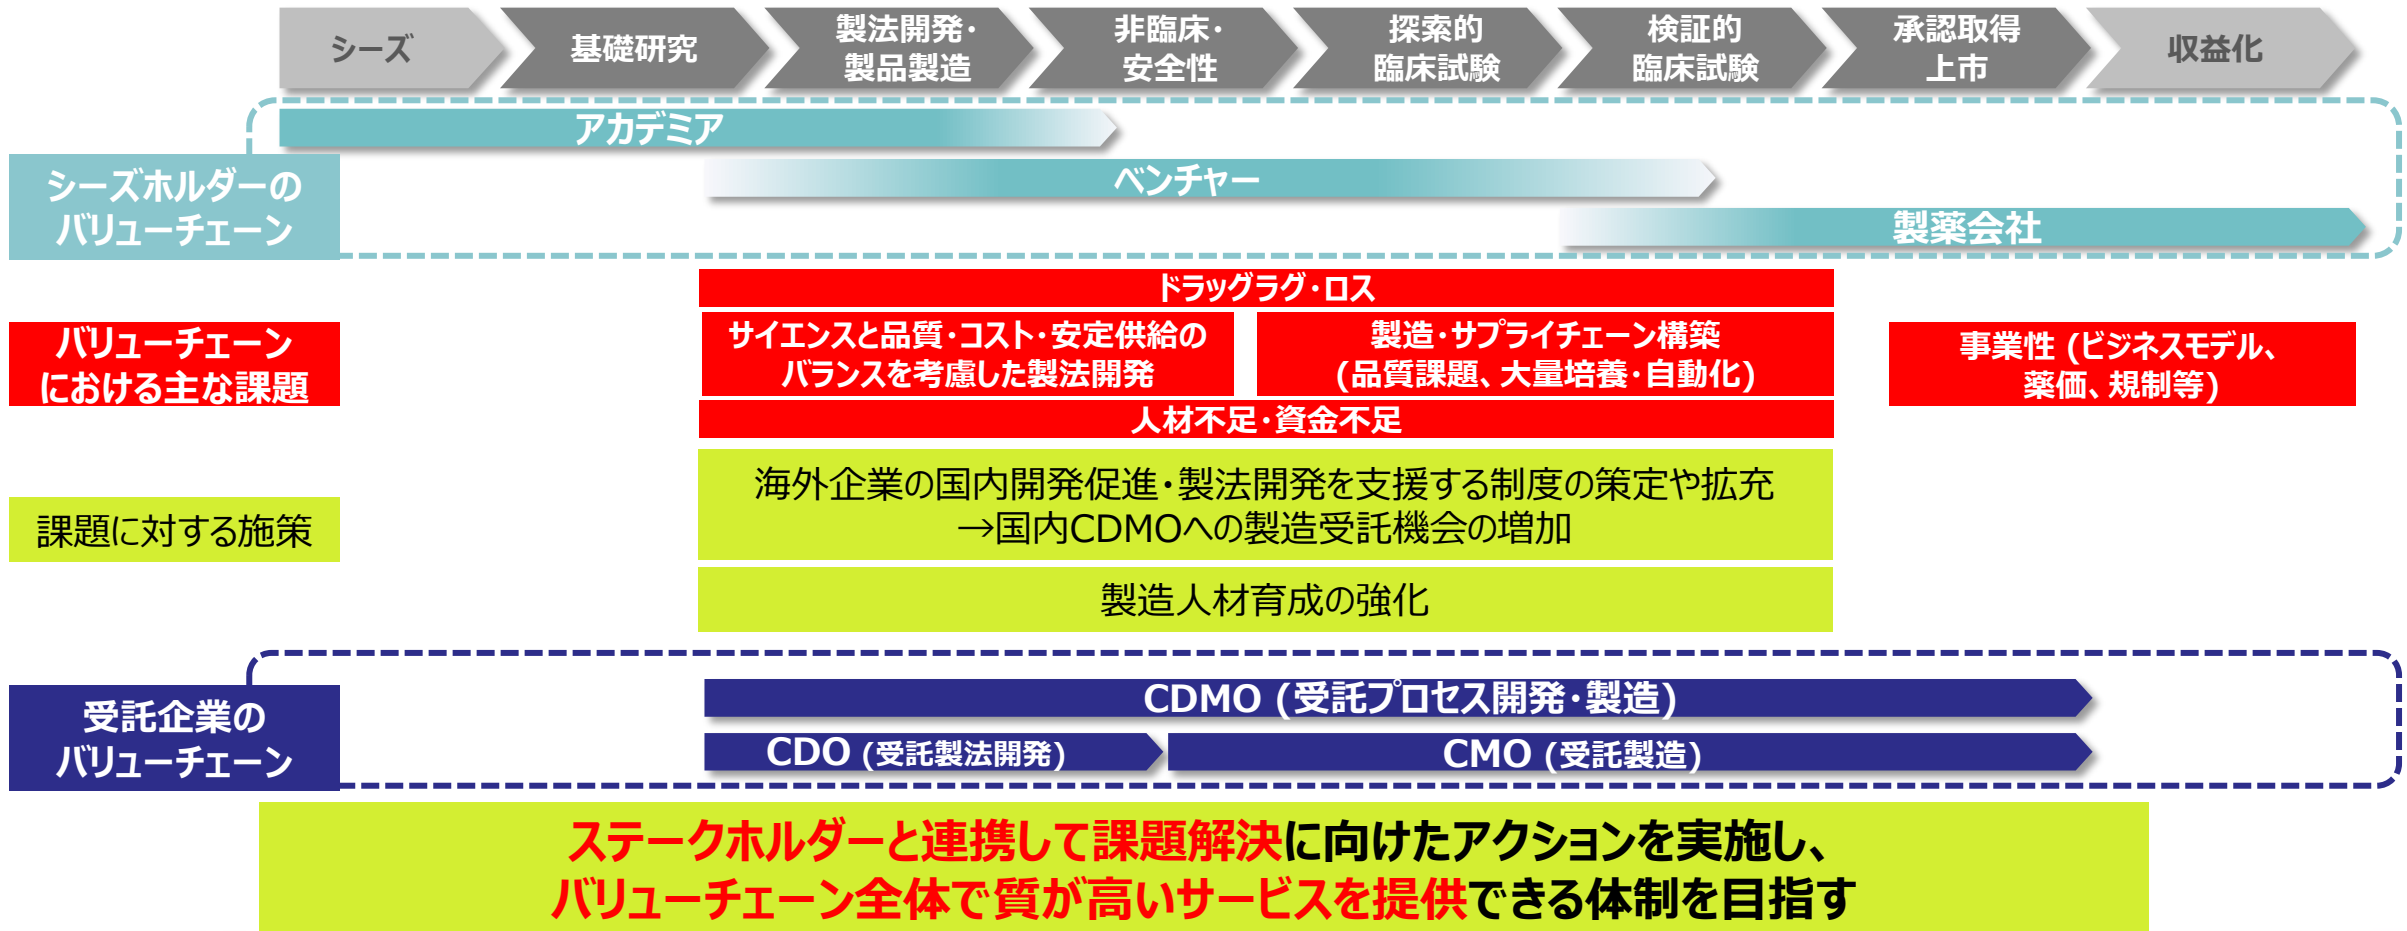 シーズ
基礎研究
製法開発・
製品製造
非臨床・
安全性
探索的
臨床試験
検証的
臨床試験
承認取得
上市
収益化
アカデミア
ベンチャー
製薬会社
シーズホルダーの
バリューチェーン
ドラッグラグ・ロス
バリューチェーン
における主な課題
サイエンスと品質・コスト・安定供給の
バランスを考慮した製法開発
製造・サプライチェーン構築
(品質課題、大量培養・自動化)
事業性 (ビジネスモデル、
薬価、規制等)
人材不足・資金不足
課題に対する施策
海外企業の国内開発促進・製法開発を支援する制度の策定や拡充
→国内CDMOへの製造受託機会の増加
製造人材育成の強化
受託企業の
バリューチェーン
CDMO (受託プロセス開発・製造)
CDO (受託製法開発)
CMO (受託製造)
ステークホルダーと連携して課題解決に向けたアクションを実施し、
バリューチェーン全体で質が高いサービスを提供できる体制を目指す